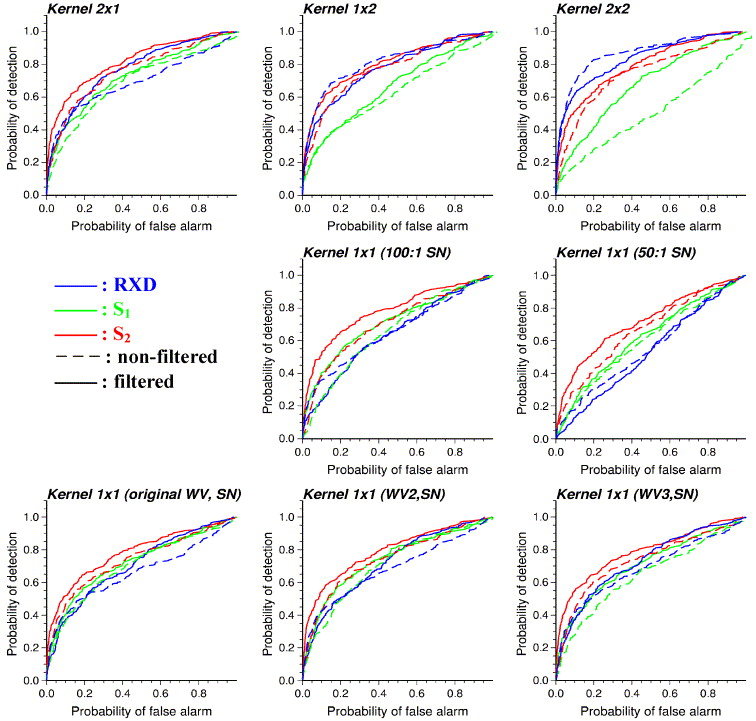 Kernel 2x1
Kernel 1x2
Kernel 2x2
Probability of detection
1.0
0.8
0.6
0.4
0.2
0.0
0.0 0.2 0.4 0.6 0.8
Probability of false alarm
Probability of detection
1.0
0.8
0.6
0.4
0.2
0.0
0.0 0.2 0.4 0.6 0.8
Probability of false alarm
Probability of detection
1.0
0.8
0.6
0.4
0.2
0.0
0.0 0.2 0.4 0.6 0.8
Probability of false alarm
: RXD
: S1
: S2
: non-filtered
: filtered
Kernel 1x1 (100:1 SN)
Probability of detection
1.0
0.8
0.6
0.4
0.2
0.0
0.0 0.2 0.4 0.6 0.8
Probability of false alarm
Kernel 1x1 (50:1 SN)
Probability of detection
1.0
0.8
0.6
0.4
0.2
0.0
0.0 0.2 0.4 0.6 0.8
Probability of false alarm
Kernel 1x1 (original WV, SN)
Probability of detection
1.0
0.8
0.6
0.4
0.2
0.0
0.0 0.2 0.4 0.6 0.8
Probability of false alarm
Kernel 1x1 (WV2,SN)
Probability of detection
1.0
0.8
0.6
0.4
0.2
0.0
0.0 0.2 0.4 0.6 0.8
Probability of false alarm
Kernel 1x1 (WV3,SN)
Probability of detection
1.0
0.8
0.6
0.4
0.2
0.0
0.0 0.2 0.4 0.6 0.8
Probability of false alarm